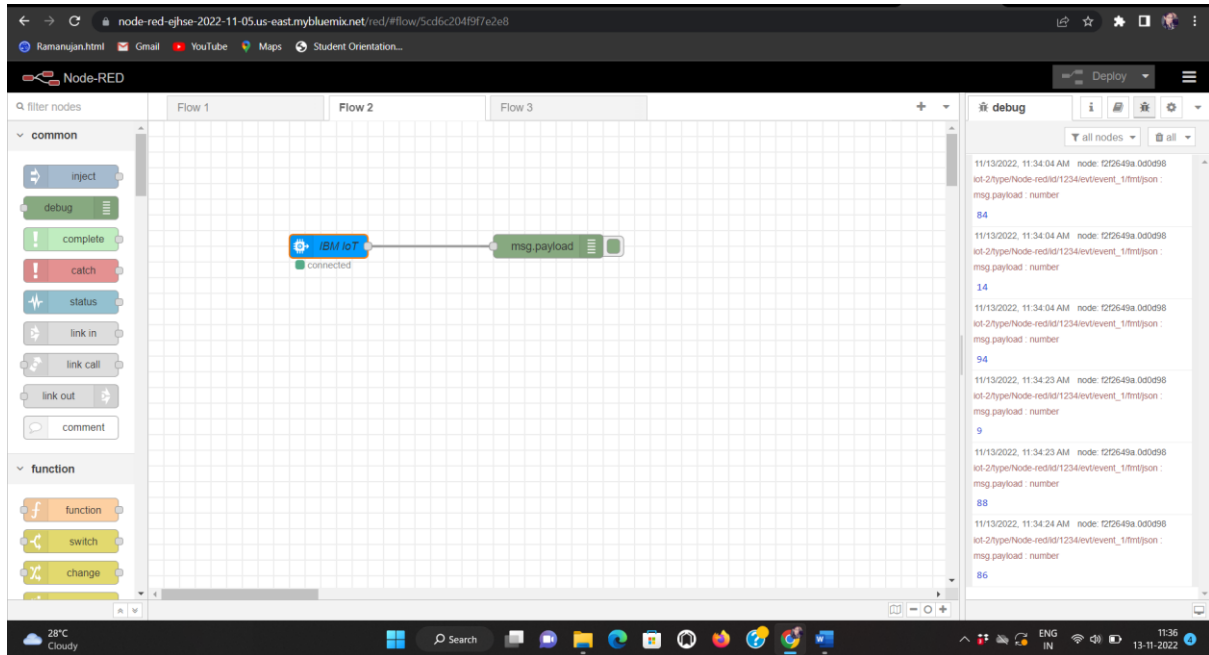 node-red-ejhse-2022-11-05.us-east.mybluemix.net/red/#flow/5cd6c204f9f7e2e8
Ramanujan.html Gmail YouTube Maps Student Orientation...
Node-RED Deploy
filter nodes Flow 1 Flow 2 Flow 3 debug i
all nodes all
common
inject
debug
complete
catch
status
link in
link call
link out
comment
function
function
switch
change
IBM IoT msg.payload
connected
11/13/2022, 11:34:04 AM node: f2f2649a.0d0d98
iot-2/type/Node-red/id/1234/evt/event_1/fmt/json :
msg.payload : number
84
11/13/2022, 11:34:04 AM node: f2f2649a.0d0d98
iot-2/type/Node-red/id/1234/evt/event_1/fmt/json :
msg.payload : number
14
11/13/2022, 11:34:04 AM node: f2f2649a.0d0d98
iot-2/type/Node-red/id/1234/evt/event_1/fmt/json :
msg.payload : number
94
11/13/2022, 11:34:23 AM node: f2f2649a.0d0d98
iot-2/type/Node-red/id/1234/evt/event_1/fmt/json :
msg.payload : number
9
11/13/2022, 11:34:23 AM node: f2f2649a.0d0d98
iot-2/type/Node-red/id/1234/evt/event_1/fmt/json :
msg.payload : number
88
11/13/2022, 11:34:24 AM node: f2f2649a.0d0d98
iot-2/type/Node-red/id/1234/evt/event_1/fmt/json :
msg.payload : number
86
28°C
Cloudy
Search
ENG
IN
11:36
13-11-2022
4